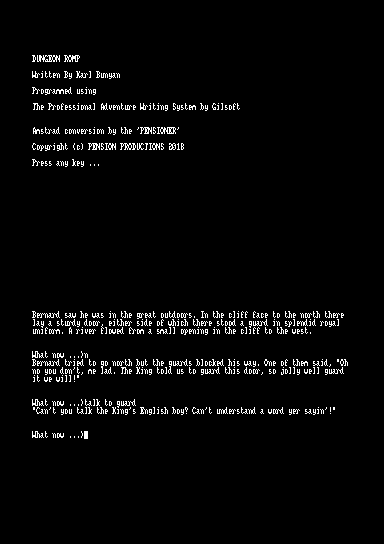 DUNGEON ROMP
Written By Karl Bunyan
Programmed using
The Professional Adventure Writing System by Gilsoft
Amstrad conversion by the 'PENSIONER'
Copyright (c) PENSION PRODUCTIONS 2018
Press any key ...
Bernard saw he was in the great outdoors. In the cliff face to the north there
lay a sturdy door, either side of which there stood a guard in splendid royal
uniform. A river flowed from a small opening in the cliff to the west.
What now ...>n
Bernard tried to go north but the guards blocked his way. One of them said, "Oh
no you don't, me lad. The King told us to guard this door, so jolly well guard
it we will!"
What now ...>talk to guard
"Can't you talk the King's English boy? Can't understand a word yer sayin'!"
What now ...>